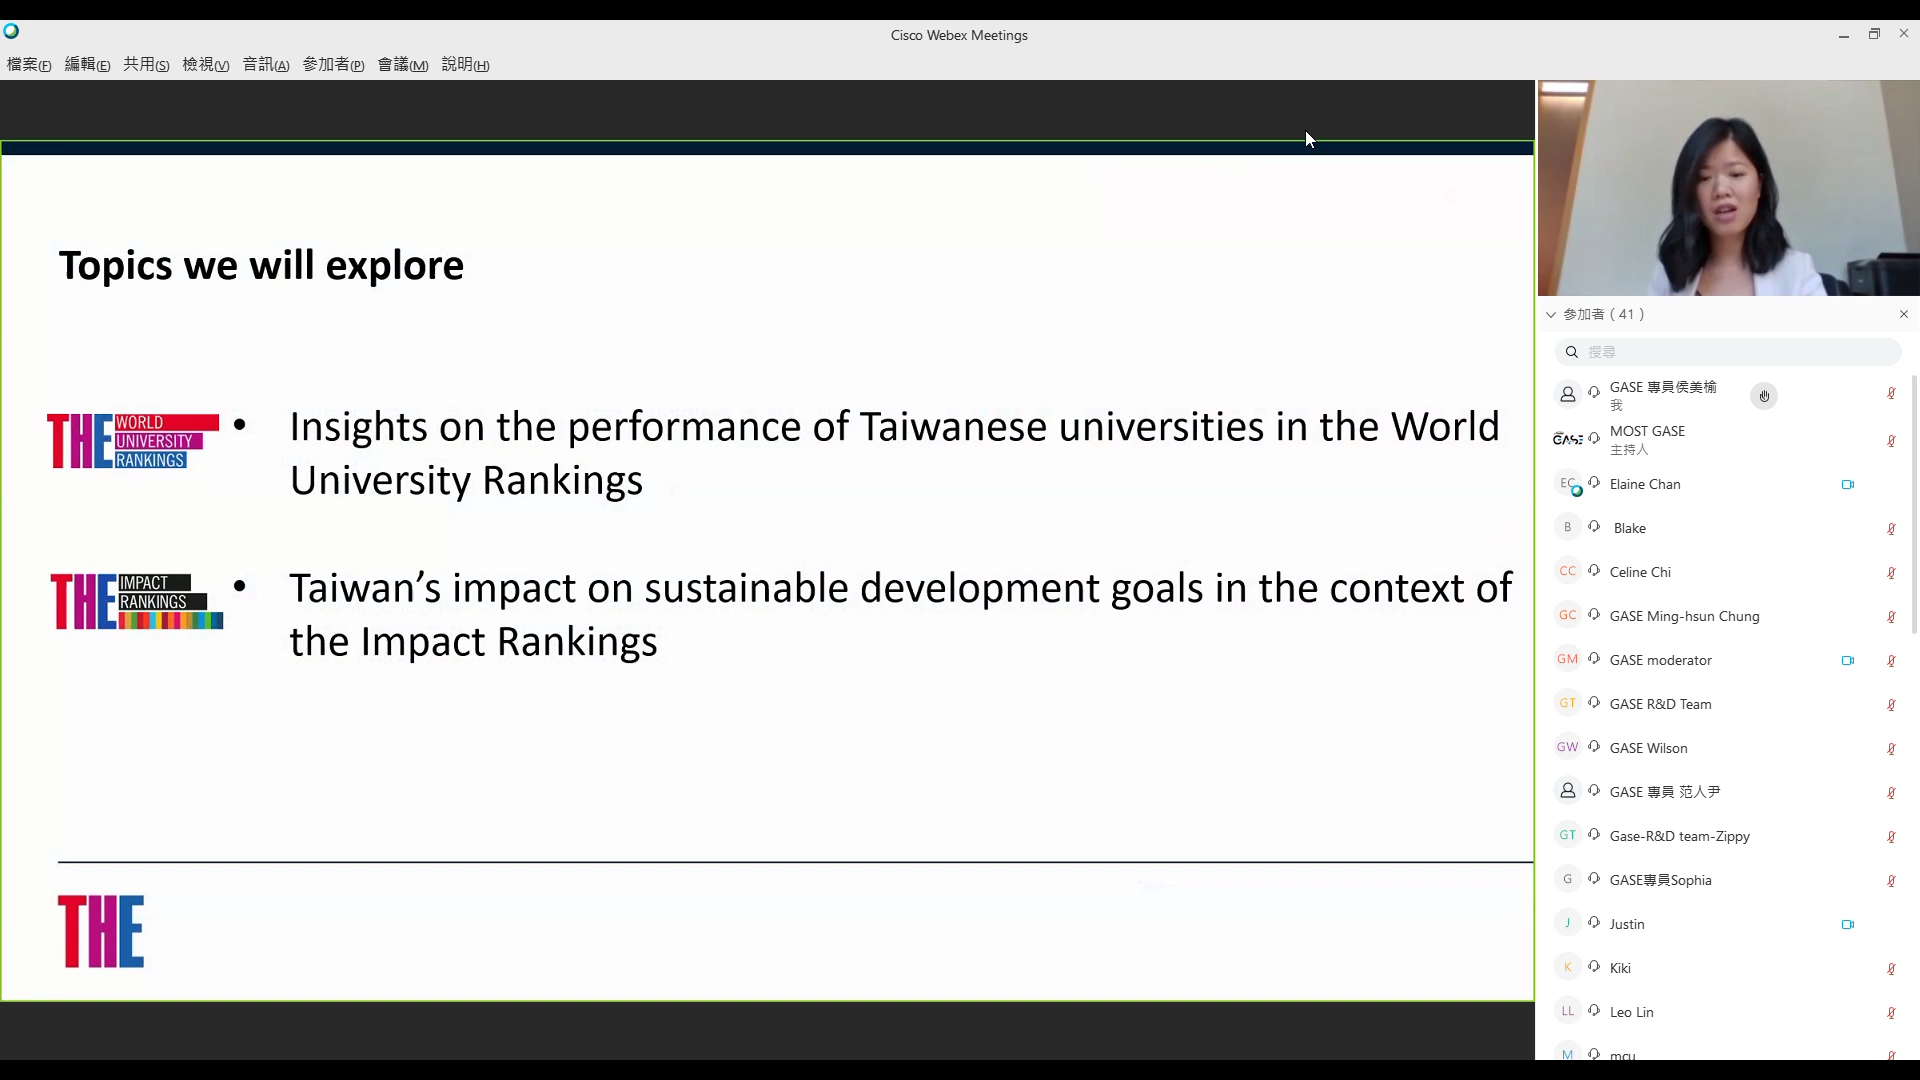 Cisco Webex Meetings
檔案(F) 編輯(E) 共用(S) 檢視(V) 音訊(A) 參加者(P) 會議(M) 說明(H)
Topics we will explore
THE WORLD UNIVERSITY RANKINGS
• Insights on the performance of Taiwanese universities in the World
University Rankings
THE IMPACT RANKINGS
• Taiwan’s impact on sustainable development goals in the context of
the Impact Rankings
THE
參加者 ( 41 )
搜尋
GASE 專員侯美榆
我
GASE MOST GASE
主持人
EC Elaine Chan
B Blake
CC Celine Chi
GC GASE Ming-hsun Chung
GM GASE moderator
GT GASE R&D Team
GW GASE Wilson
GASE 專員 范人尹
GT Gase-R&D team-Zippy
G GASE專員Sophia
J Justin
K Kiki
LL Leo Lin
M mcu